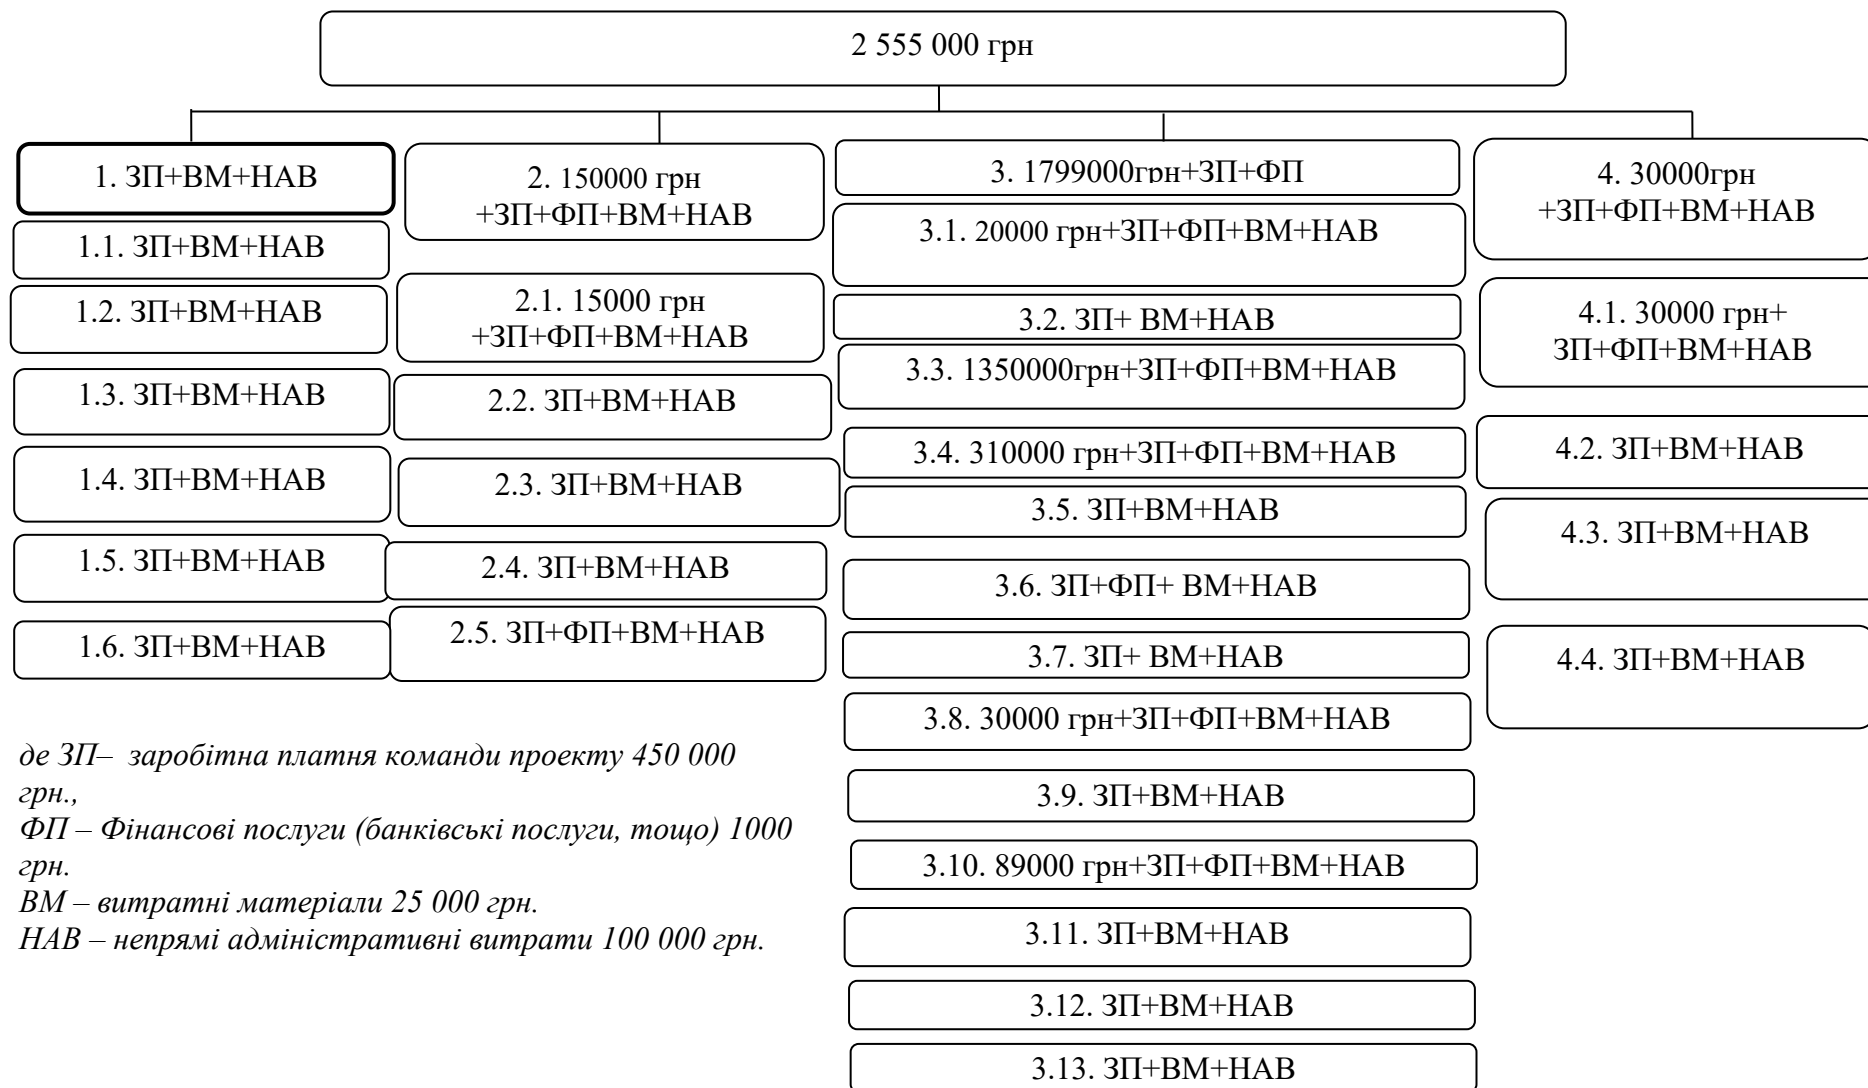 2 555 000 грн
1. ЗП+ВМ+НАВ
1.1. ЗП+ВМ+НАВ
1.2. ЗП+ВМ+НАВ
1.3. ЗП+ВМ+НАВ
1.4. ЗП+ВМ+НАВ
1.5. ЗП+ВМ+НАВ
1.6. ЗП+ВМ+НАВ
2. 150000 грн
+ЗП+ФП+ВМ+НАВ
2.1. 15000 грн
+ЗП+ФП+ВМ+НАВ
2.2. ЗП+ВМ+НАВ
2.3. ЗП+ВМ+НАВ
2.4. ЗП+ВМ+НАВ
2.5. ЗП+ФП+ВМ+НАВ
3. 1799000грн+ЗП+ФП
3.1. 20000 грн+ЗП+ФП+ВМ+НАВ
3.2. ЗП+ ВМ+НАВ
3.3. 1350000грн+ЗП+ФП+ВМ+НАВ
3.4. 310000 грн+ЗП+ФП+ВМ+НАВ
3.5. ЗП+ВМ+НАВ
3.6. ЗП+ФП+ ВМ+НАВ
3.7. ЗП+ ВМ+НАВ
3.8. 30000 грн+ЗП+ФП+ВМ+НАВ
3.9. ЗП+ВМ+НАВ
3.10. 89000 грн+ЗП+ФП+ВМ+НАВ
3.11. ЗП+ВМ+НАВ
3.12. ЗП+ВМ+НАВ
3.13. ЗП+ВМ+НАВ
4. 30000грн
+ЗП+ФП+ВМ+НАВ
4.1. 30000 грн+
ЗП+ФП+ВМ+НАВ
4.2. ЗП+ВМ+НАВ
4.3. ЗП+ВМ+НАВ
4.4. ЗП+ВМ+НАВ
де ЗП– заробітна платня команди проекту 450 000
грн.,
ФП – Фінансові послуги (банківські послуги, тощо) 1000
грн.
ВМ – витратні матеріали 25 000 грн.
НАВ – непрямі адміністративні витрати 100 000 грн.